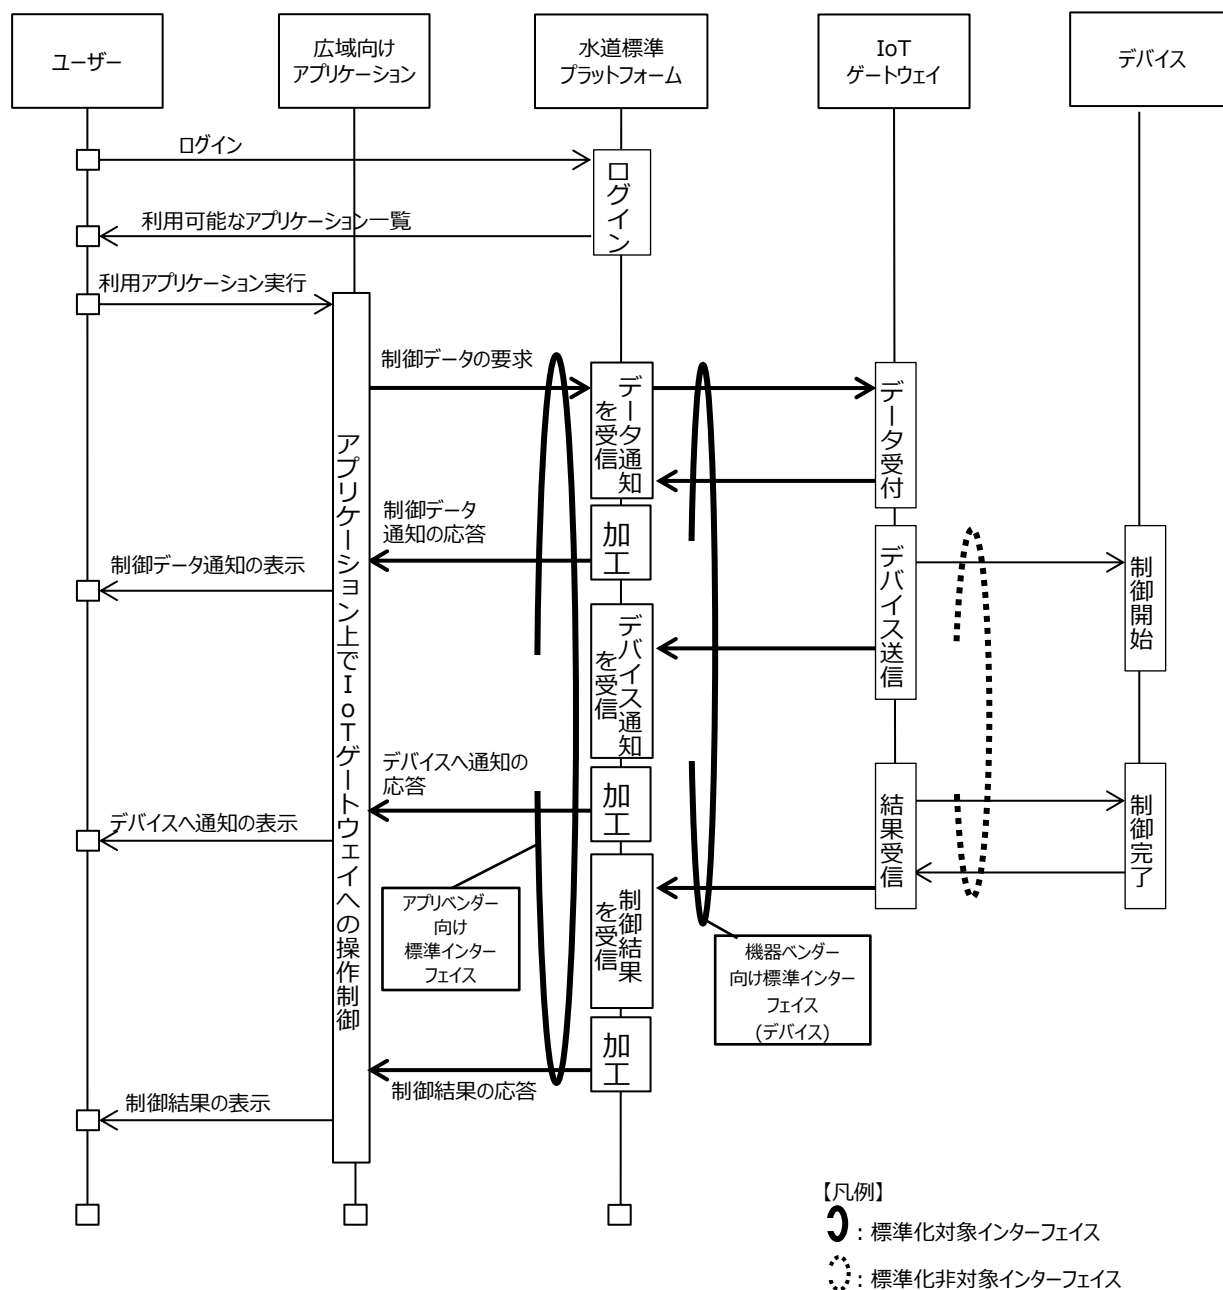 ユーザー
広域向け
アプリケーション
水道標準
プラットフォーム
IoT
ゲートウェイ
デバイス
ログイン
ログイン
利用可能なアプリケーション一覧
利用アプリケーション実行
アプリケーション上でIoTゲートウェイへの操作制御
制御データの要求
データ通知
を受信
データ受付
制御データ
通知の応答
加工
制御データ通知の表示
デバイス送信
制御開始
デバイス通知
を受信
デバイスへ通知の
応答
加工
デバイスへ通知の表示
結果受信
制御完了
制御結果
を受信
アプリベンダー
向け
標準インター
フェイス
機器ベンダー
向け標準インター
フェイス
(デバイス)
加工
制御結果の応答
制御結果の表示
【凡例】
：標準化対象インターフェイス
：標準化非対象インターフェイス